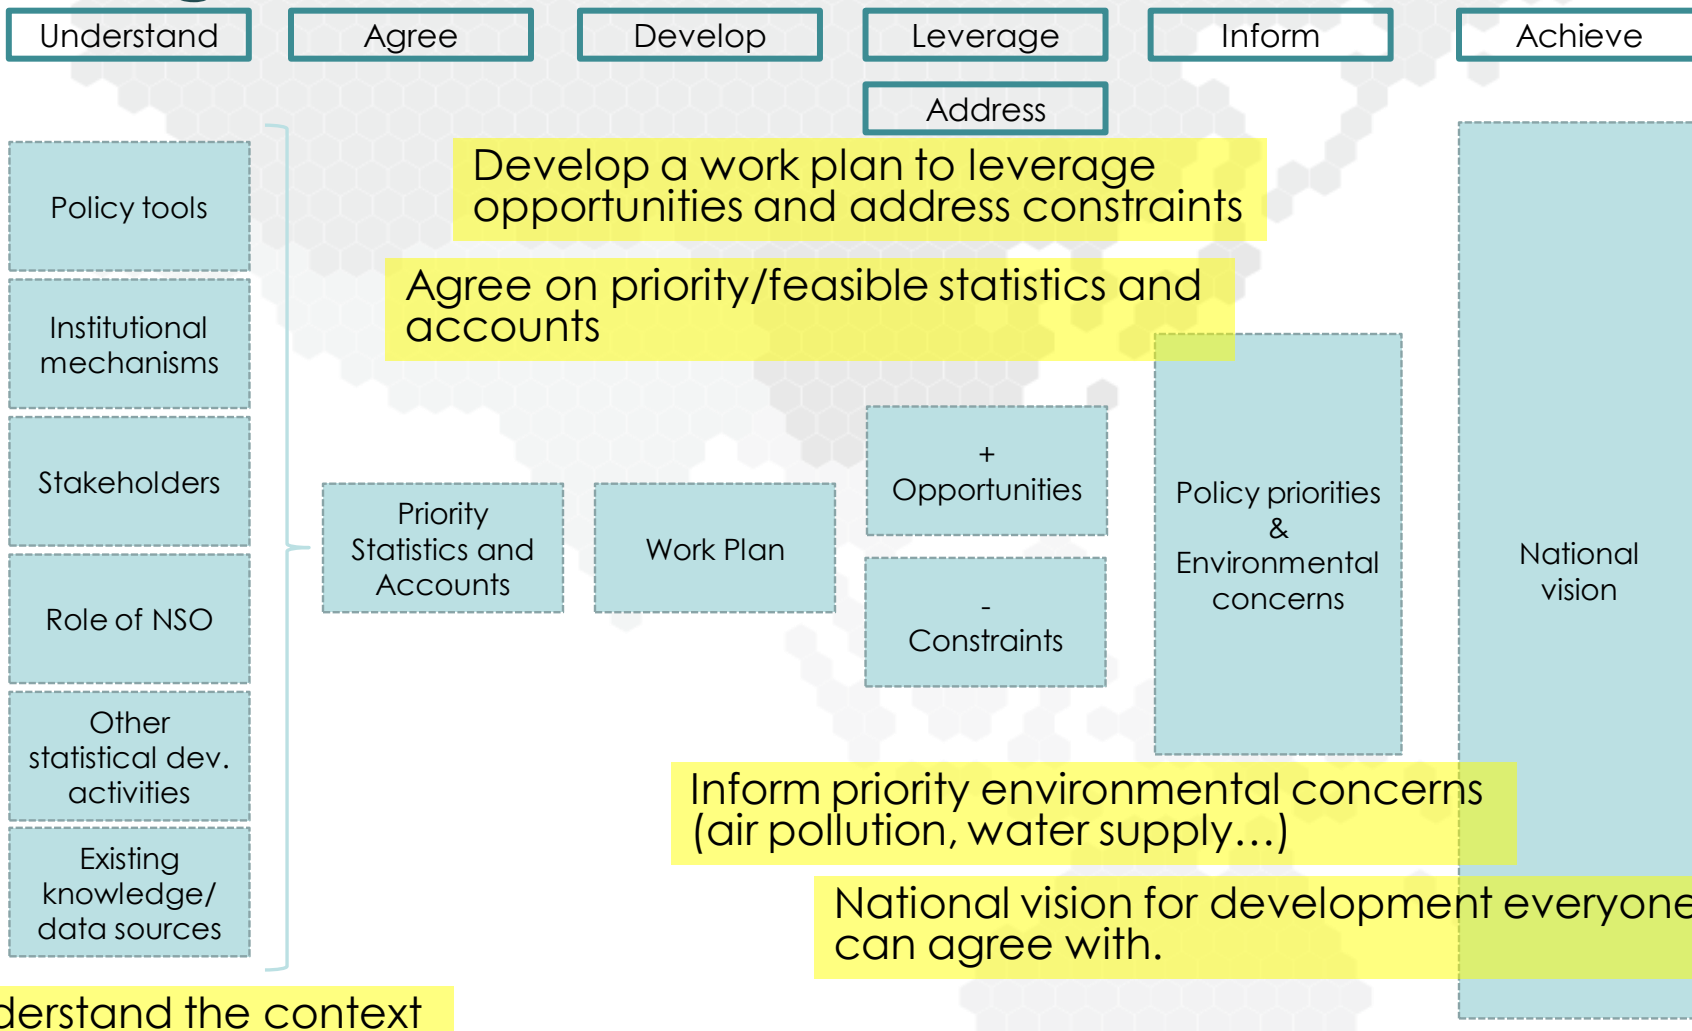 Understand
Agree
Develop
Leverage
Inform
Achieve
Address
Develop a work plan to leverage
opportunities and address constraints
Agree on priority/feasible statistics and
accounts
Policy tools
Institutional
mechanisms
Stakeholders
Role of NSO
Other
statistical dev.
activities
Existing
knowledge/
data sources
Priority
Statistics and
Accounts
Work Plan
+
Opportunities
-
Constraints
Policy priorities
&
Environmental
concerns
National
vision
Inform priority environmental concerns
(air pollution, water supply…)
National vision for development everyone
can agree with.
derstand the context